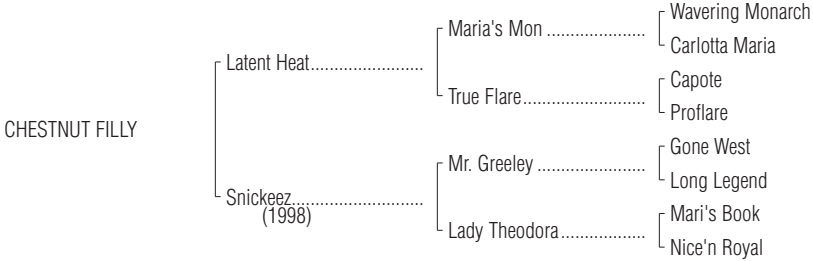 Wavering Monarch
Maria's Mon ......................
Carlotta Maria
Latent Heat........................
Capote
True Flare..........................
Proflare
CHESTNUT FILLY
Gone West
Mr. Greeley .......................
Long Legend
Snickeez............................
(1998)
Mari's Book
Lady Theodora..................
Nice'n Royal